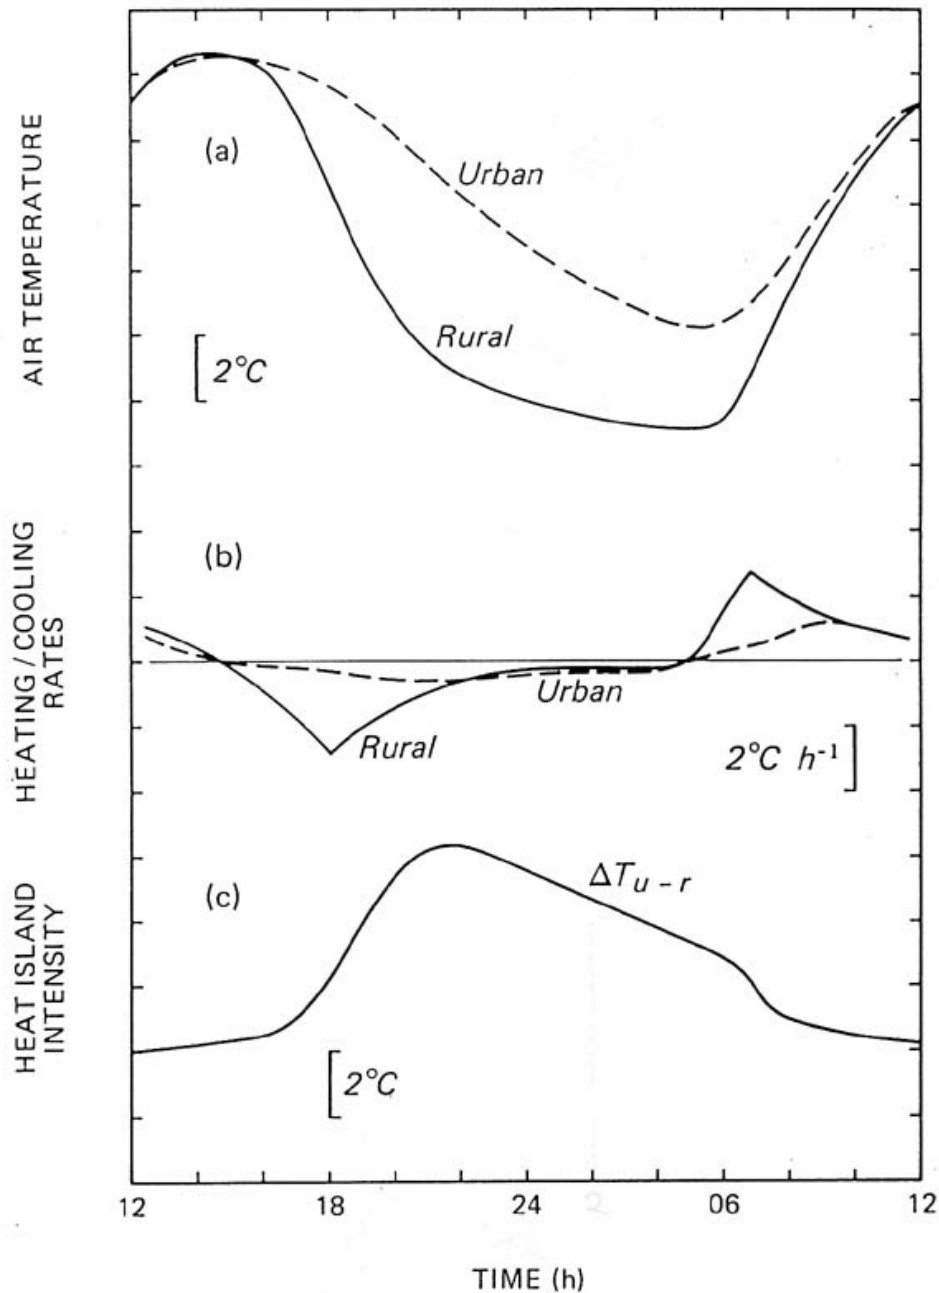 AIR TEMPERATURE
(a)
Urban
Rural
2°C
HEATING / COOLING
RATES
(b)
Urban
Rural
2°C h⁻¹
HEAT ISLAND
INTENSITY
(c)
ΔTu – r
2°C
12 18 24 06 12
TIME (h)